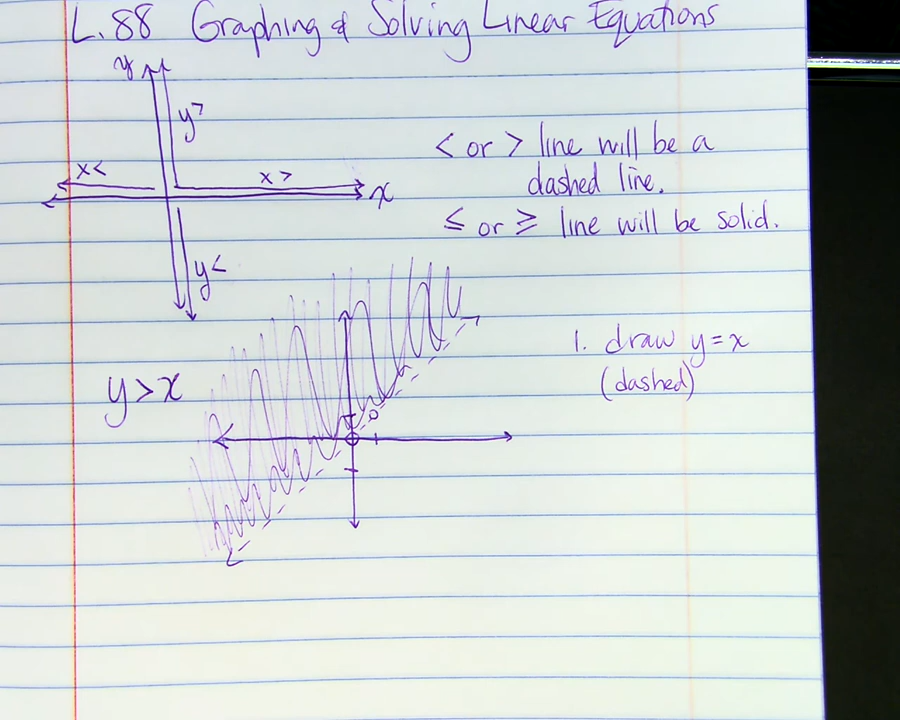 L.88 Graphing & Solving Linear Equations
y
y>
x<
x>
x
y<
< or > line will be a
dashed line.
≤ or ≥ line will be solid.
y>x
1. draw y=x
(dashed)